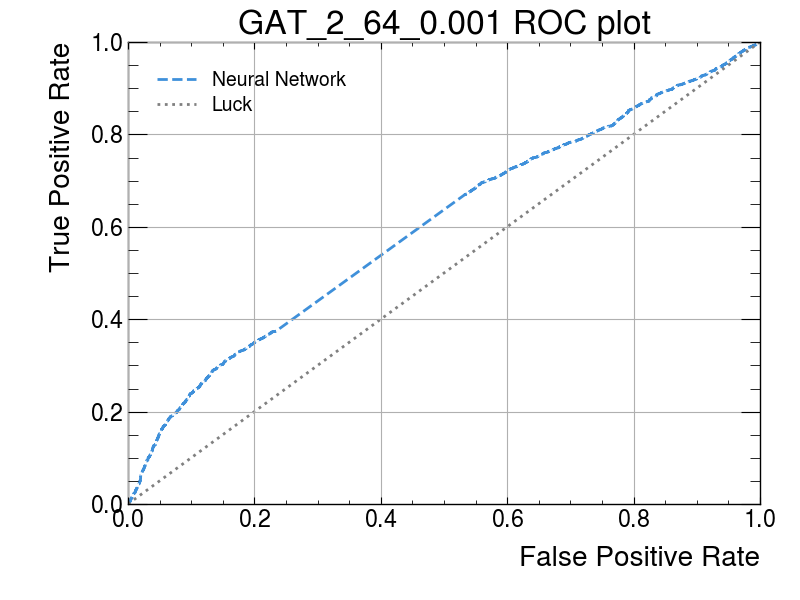 GAT_2_64_0.001 ROC plot
True Positive Rate
1.0
0.8
0.6
0.4
0.2
0.0
Neural Network
Luck
0.0 0.2 0.4 0.6 0.8 1.0
False Positive Rate